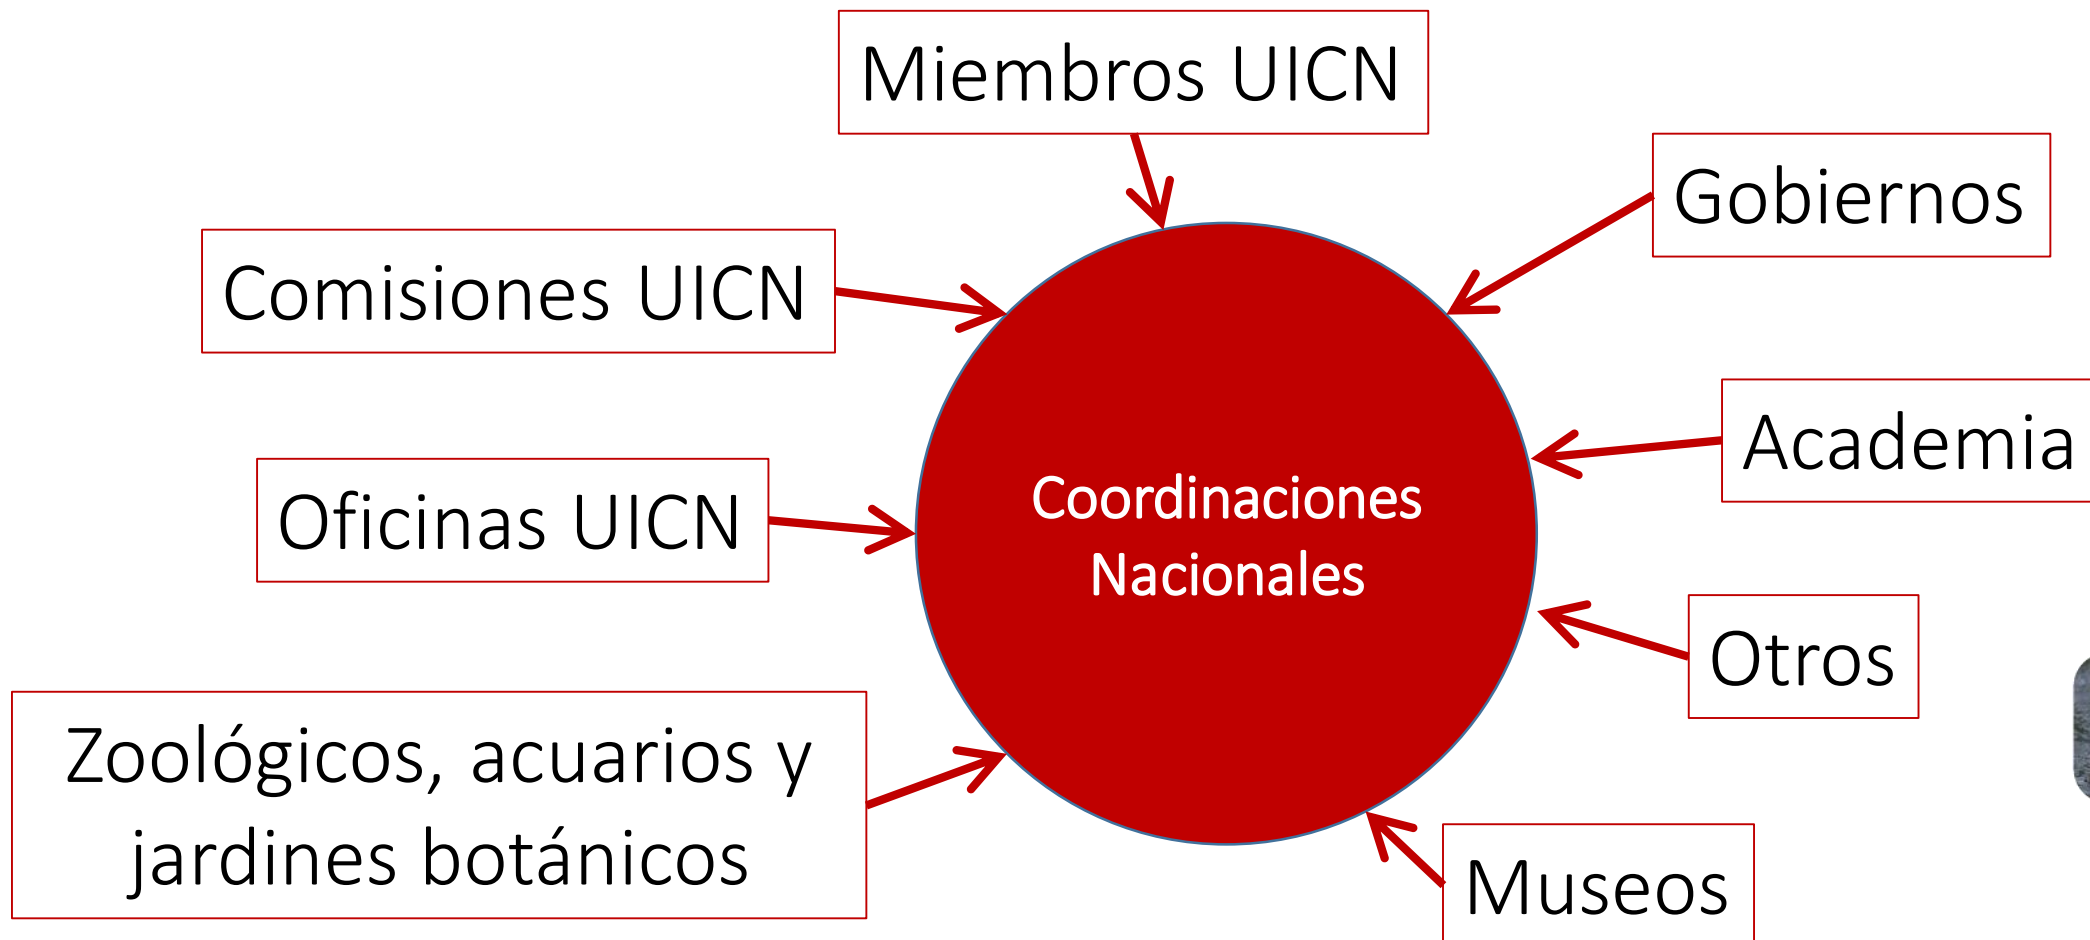 Miembros UICN
Gobiernos
Comisiones UICN
Academia
Oficinas UICN
Coordinaciones
Nacionales
Otros
Zoológicos, acuarios y
jardines botánicos
Museos